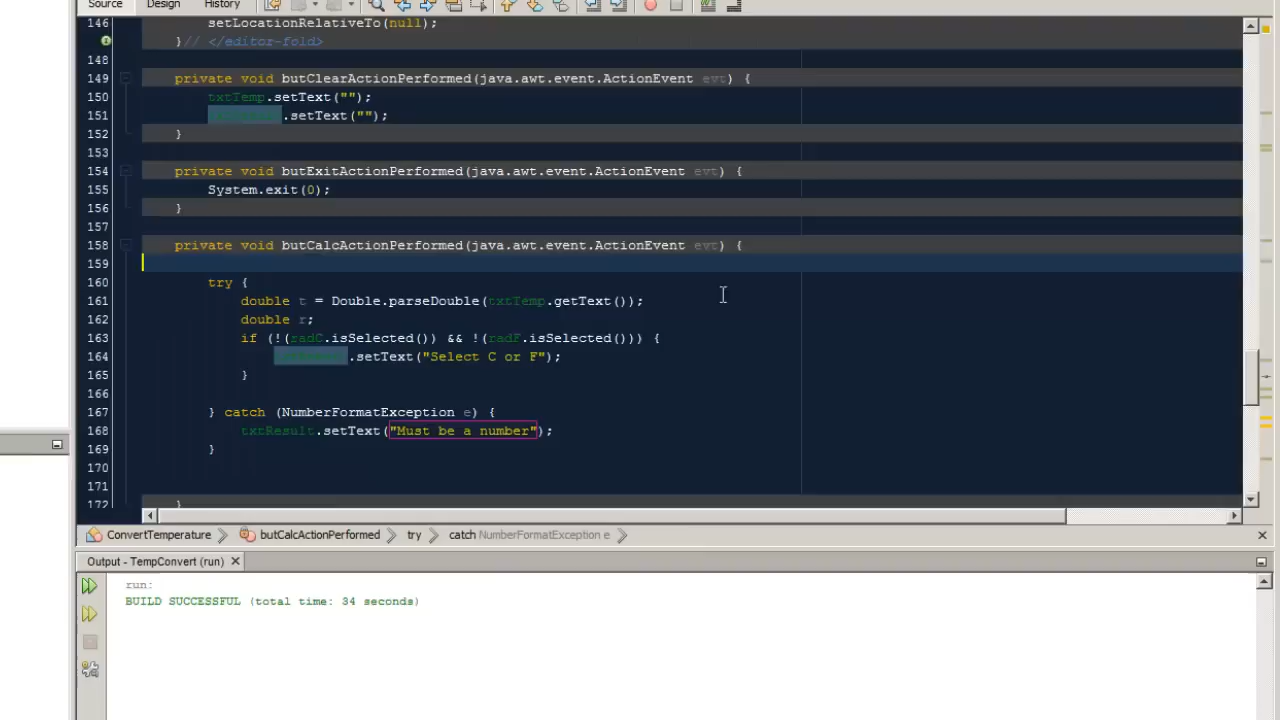 Source Design History
146 setLocationRelativeTo(null);
}// </editor-fold>
148
149 private void butClearActionPerformed(java.awt.event.ActionEvent evt) {
150 txtTemp.setText("");
151 txtResult.setText("");
152 }
153
154 private void butExitActionPerformed(java.awt.event.ActionEvent evt) {
155 System.exit(0);
156 }
157
158 private void butCalcActionPerformed(java.awt.event.ActionEvent evt) {
159
160 try {
161 double t = Double.parseDouble(txtTemp.getText());
162 double r;
163 if (!(radC.isSelected()) && !(radF.isSelected())) {
164 txtResult.setText("Select C or F");
165 }
166
167 } catch (NumberFormatException e) {
168 txtResult.setText("Must be a number");
169 }
170
171
172 }
ConvertTemperature butCalcActionPerformed try catch NumberFormatException e
Output - TempConvert (run)
run:
BUILD SUCCESSFUL (total time: 34 seconds)